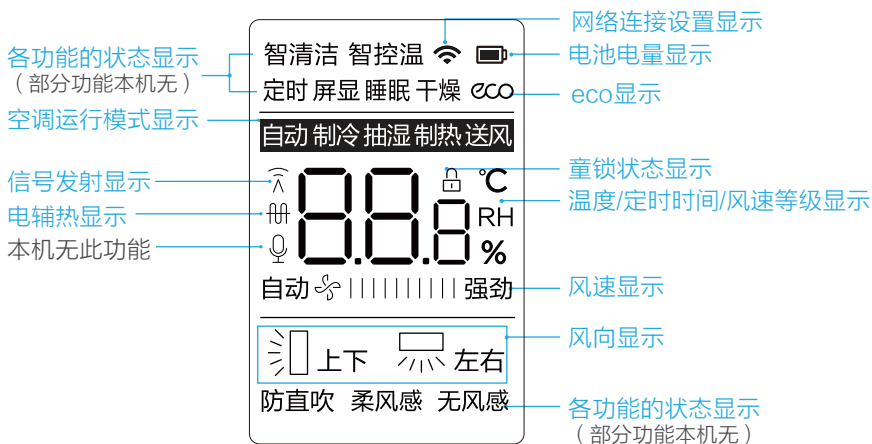 网络连接设置显示
各功能的状态显示
（部分功能本机无）
智清洁 智控温
电池电量显示
定时 屏显 睡眠 干燥 eco
eco显示
空调运行模式显示
自动 制冷 抽湿 制热 送风
童锁状态显示
信号发射显示
℃
温度/定时时间/风速等级显示
电辅热显示
88.8
RH
本机无此功能
%
自动 强劲
风速显示
风向显示
上下 左右
防直吹 柔风感 无风感
各功能的状态显示
（部分功能本机无）